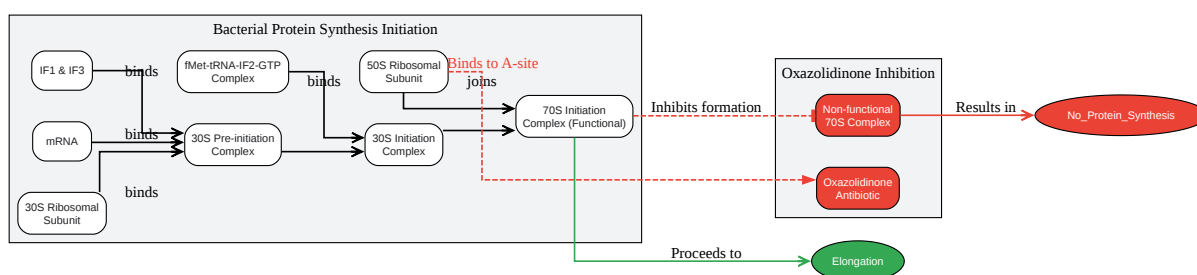 Bacterial Protein Synthesis Initiation
IF1 & IF3
binds
fMet-tRNA-IF2-GTP
Complex
binds
50S Ribosomal
Subunit
Binds to A-site
joins
mRNA
binds
30S Pre-initiation
Complex
30S Initiation
Complex
70S Initiation
Complex (Functional)
30S Ribosomal
Subunit
binds
Inhibits formation
Oxazolidinone Inhibition
Non-functional
70S Complex
Results in
No_Protein_Synthesis
Oxazolidinone
Antibiotic
Proceeds to
Elongation